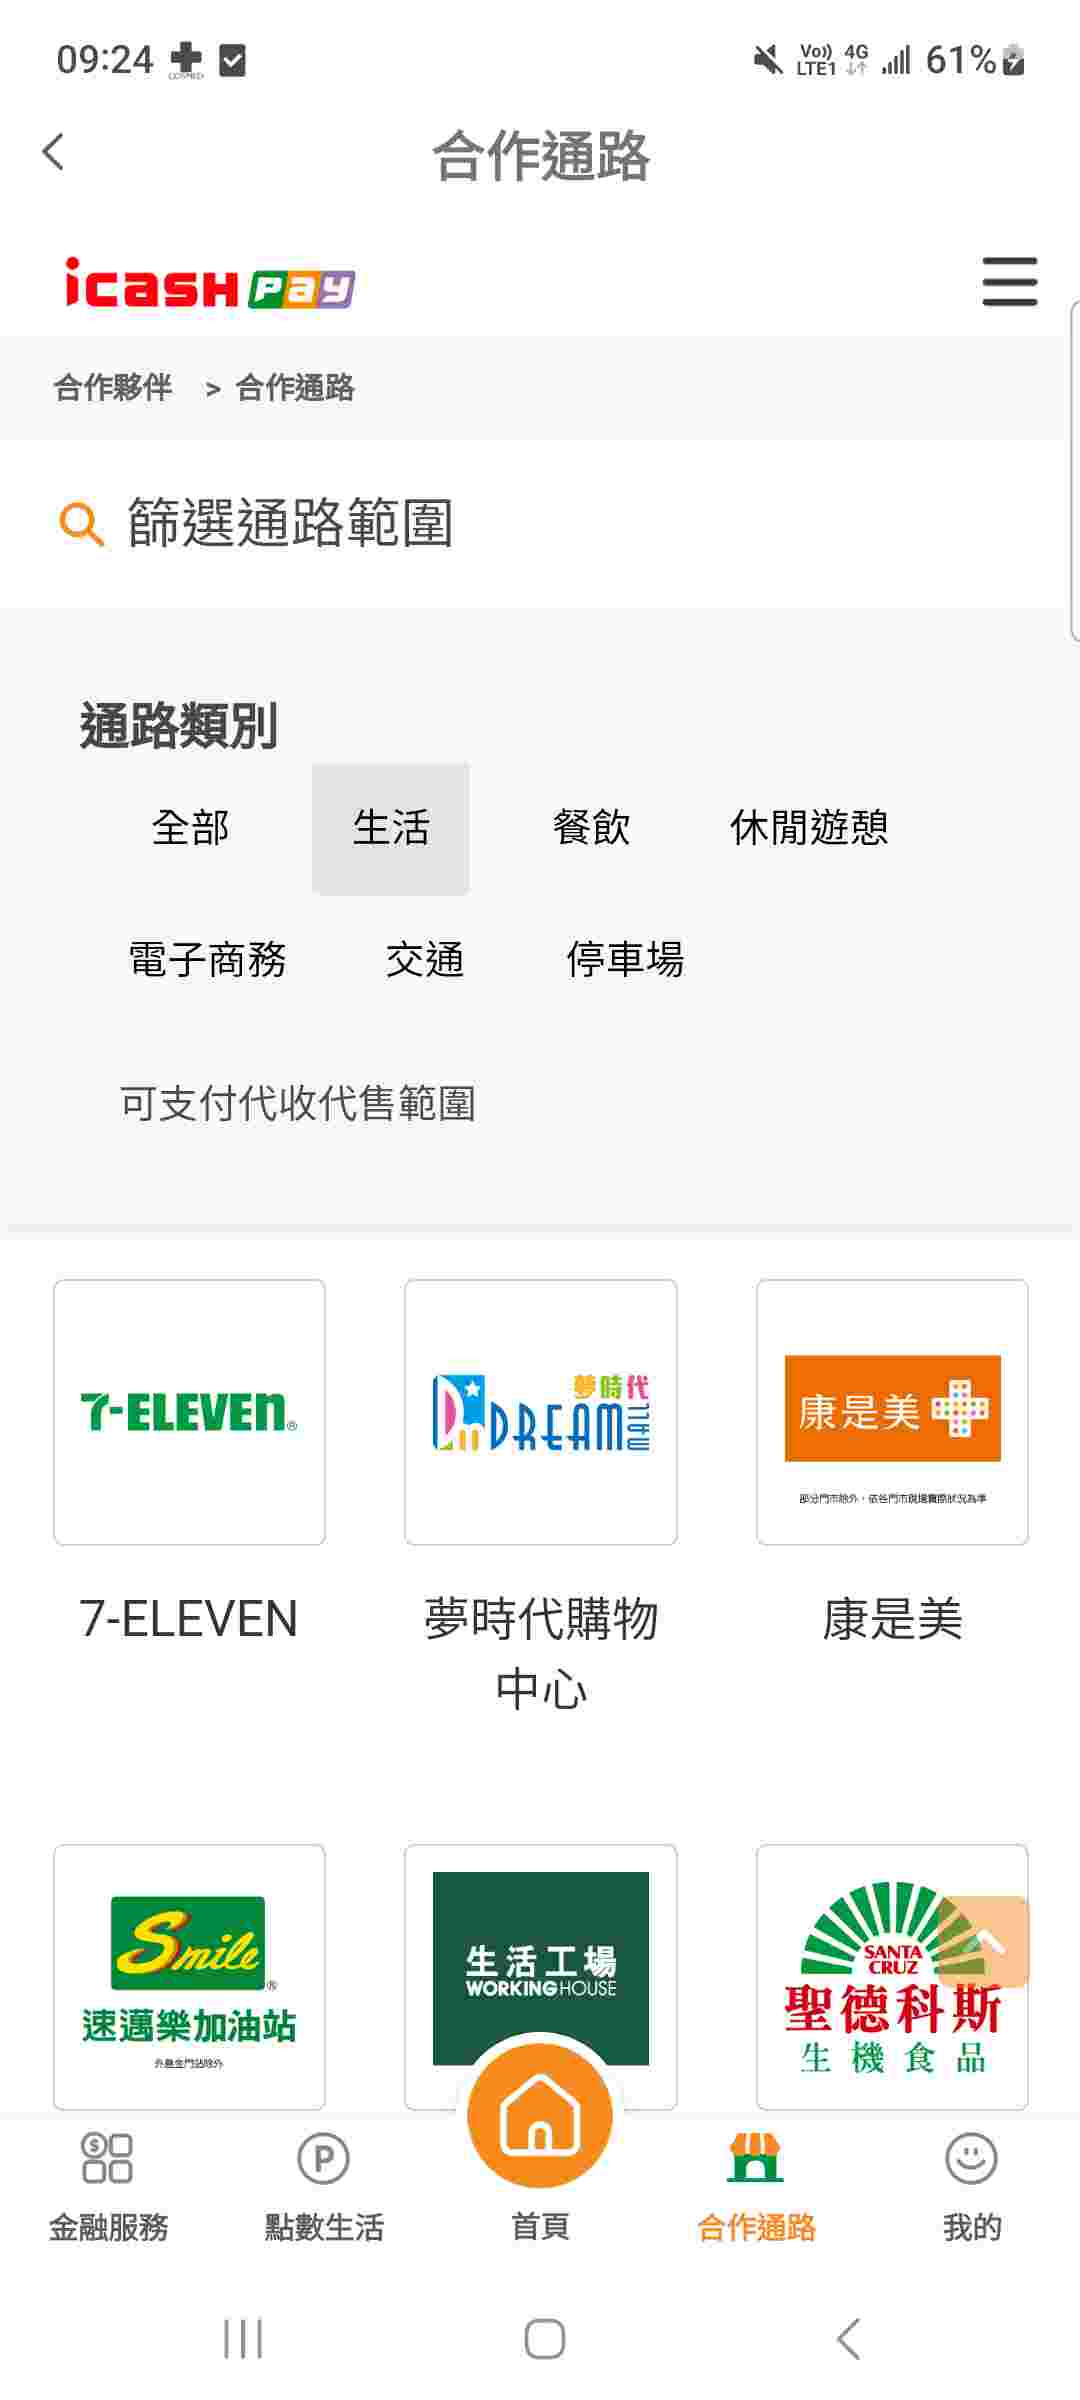 09:24
COSMED
Vo)) 4G
LTE1 61%
合作通路
icash pay
合作夥伴 > 合作通路
篩選通路範圍
通路類別
全部 生活 餐飲 休閒遊憩
電子商務 交通 停車場
可支付代收代售範圍
7-ELEVEN®
夢時代
DREAM MALL
康是美
部分門市除外，依各門市現場實際狀況為準
7-ELEVEN 夢時代購物中心 康是美
Smile®
速邁樂加油站
外島金門站除外
生活工場
WORKING HOUSE
SANTA
CRUZ
聖德科斯
生機食品
金融服務 點數生活 首頁 合作通路 我的